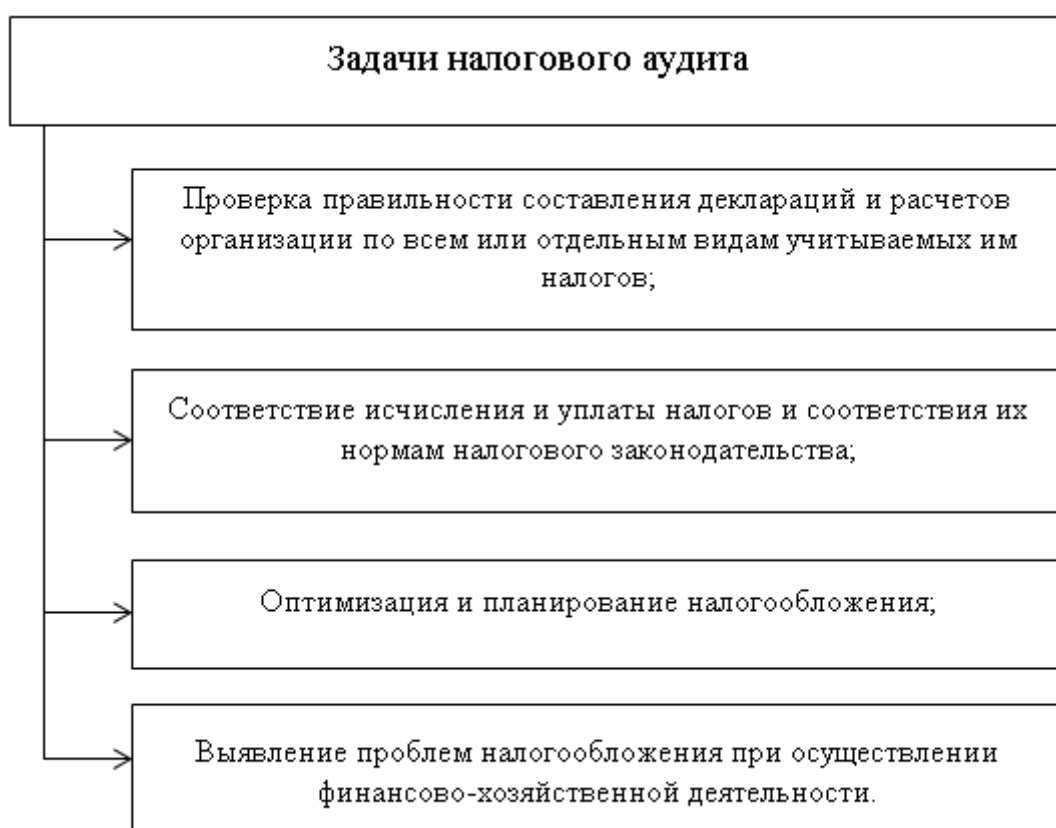 Задачи налогового аудита
Проверка правильности составления деклараций и расчетов
организации по всем или отдельным видам учитываемых им
налогов;
Соответствие исчисления и уплаты налогов и соответствия их
нормам налогового законодательства;
Оптимизация и планирование налогообложения;
Выявление проблем налогообложения при осуществлении
финансово-хозяйственной деятельности.